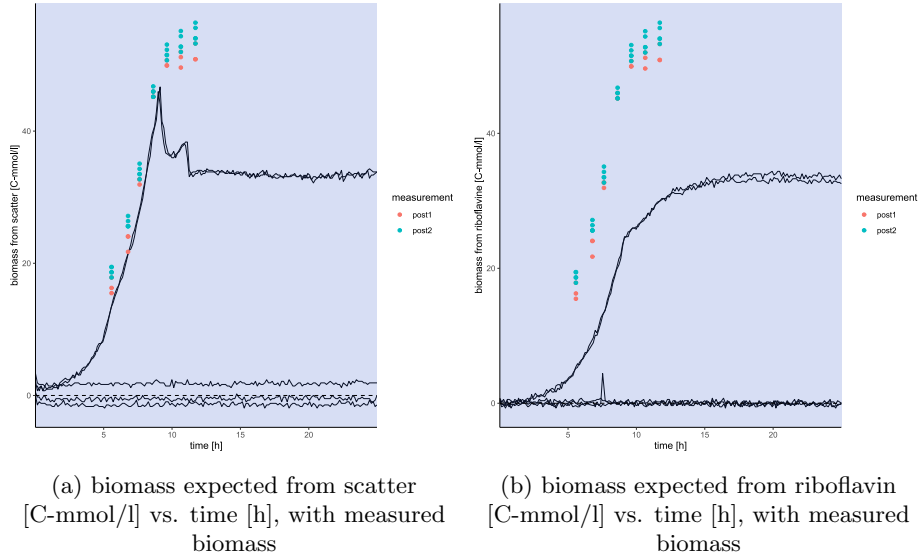 biomass from scatter [C-mmol/l]
40
20
0
5
10
15
20
time [h]
measurement
post1
post2
biomass from riboflavine [C-mmol/l]
40
20
0
5
10
15
20
time [h]
measurement
post1
post2
(a) biomass expected from scatter
[C-mmol/l] vs. time [h], with measured
biomass
(b) biomass expected from riboflavin
[C-mmol/l] vs. time [h], with measured
biomass